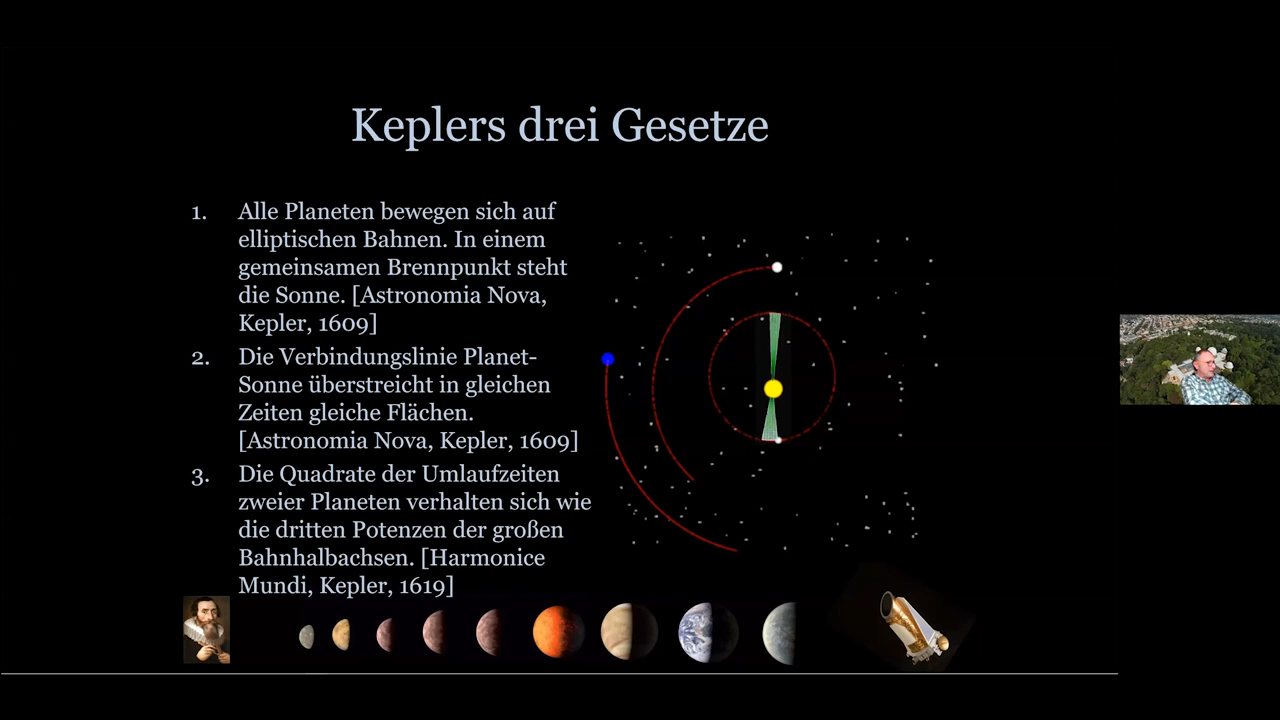 Keplers drei Gesetze
1. Alle Planeten bewegen sich auf
elliptischen Bahnen. In einem
gemeinsamen Brennpunkt steht
die Sonne. [Astronomia Nova,
Kepler, 1609]
2. Die Verbindungslinie Planet-
Sonne überstreicht in gleichen
Zeiten gleiche Flächen.
[Astronomia Nova, Kepler, 1609]
3. Die Quadrate der Umlaufzeiten
zweier Planeten verhalten sich wie
die dritten Potenzen der großen
Bahnhalbachsen. [Harmonice
Mundi, Kepler, 1619]